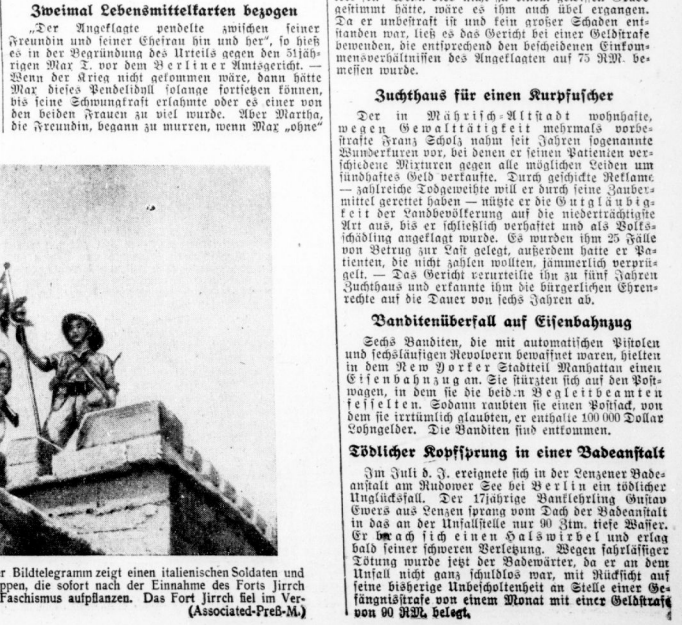 Zweimal Lebensmittelkarten bezogen
„Der Angeklagte pendelte zwischen seiner
Freundin und seiner Ehefrau hin und her“, so hieß
es in der Begründung des Urteils gegen den 51jäh-
rigen Max T. vor dem Berliner Amtsgericht. —
Wenn der Krieg nicht gekommen wäre, dann hätte
Max dieses Pendelidyll solange fortsetzen können,
bis seine Schwungkraft erlahmte oder es einer von
den beiden Frauen zu viel wurde. Aber Martha,
die Freundin, begann zu murren, wenn Max „ohne“
r Bildtelegramm zeigt einen italienischen Soldaten und
ppen, die sofort nach der Einnahme des Forts Jirrch
Faschismus aufpflanzen. Das Fort Jirrch fiel im Ver-
(Associated-Preß-M.)
gestimmt hätte, wäre es ihm auch übel ergangen.
Da er unbestraft ist und kein großer Schaden ent-
standen war, ließ es das Gericht bei einer Geldstrafe
bewenden, die entsprechend den bescheidenen Einkom-
mensverhältnissen des Angeklagten auf 75 RM. be-
messen wurde.
Zuchthaus für einen Kurpfuscher
Der in Mährisch-Altstadt wohnhafte,
wegen Gewalttätigkeit mehrmals vorbe-
strafte Franz Scholz nahm seit Jahren sogenannte
Wunderkuren vor, bei denen er seinen Patienten ver-
schiedene Mixturen gegen alle möglichen Leiden um
sündhaftes Geld verkaufte. Durch geschickte Reklame
— zahlreiche Todgeweihte will er durch seine Zauber-
mittel gerettet haben — nützte er die Gutgläubig-
keit der Landbevölkerung auf die niederträchtigste
Art aus, bis er schließlich verhaftet und als Volks-
schädling angeklagt wurde. Es wurden ihm 25 Fälle
von Betrug zur Last gelegt, außerdem hatte er Pa-
tienten, die nicht zahlen wollten, jämmerlich verprü-
gelt. — Das Gericht verurteilte ihn zu fünf Jahren
Zuchthaus und erkannte ihm die bürgerlichen Ehren-
rechte auf die Dauer von sechs Jahren ab.
Banditenüberfall auf Eisenbahnzug
Sechs Banditen, die mit automatischen Pistolen
und sechsläufigen Revolvern bewaffnet waren, hielten
in dem New Yorker Stadtteil Manhattan einen
Eisenbahnzug an. Sie stürzten sich auf den Post-
wagen, in dem sie die beiden Begleitbeamten
fesselten. Sodann raubten sie einen Postsack, von
dem sie irrtümlich glaubten, er enthalte 100 000 Dollar
Lohngelder. Die Banditen sind entkommen.
Tödlicher Kopfsprung in einer Badeanstalt
Im Juli d. J. ereignete sich in der Lenzener Bade-
anstalt am Rudower See bei Berlin ein tödlicher
Unglücksfall. Der 17jährige Banklehrling Gustav
Ewers aus Lenzen sprang vom Dach der Badeanstalt
in das an der Unfallstelle nur 90 Ztm. tiefe Wasser.
Er brach sich einen Halswirbel und erlag
bald seiner schweren Verletzung. Wegen fahrlässiger
Tötung wurde jetzt der Badewärter, da er an dem
Unfall nicht ganz schuldlos war, mit Rücksicht auf
seine bisherige Unbescholtenheit an Stelle einer Ge-
fängnisstrafe von einem Monat mit einer Geldstrafe
von 90 RM. belegt.